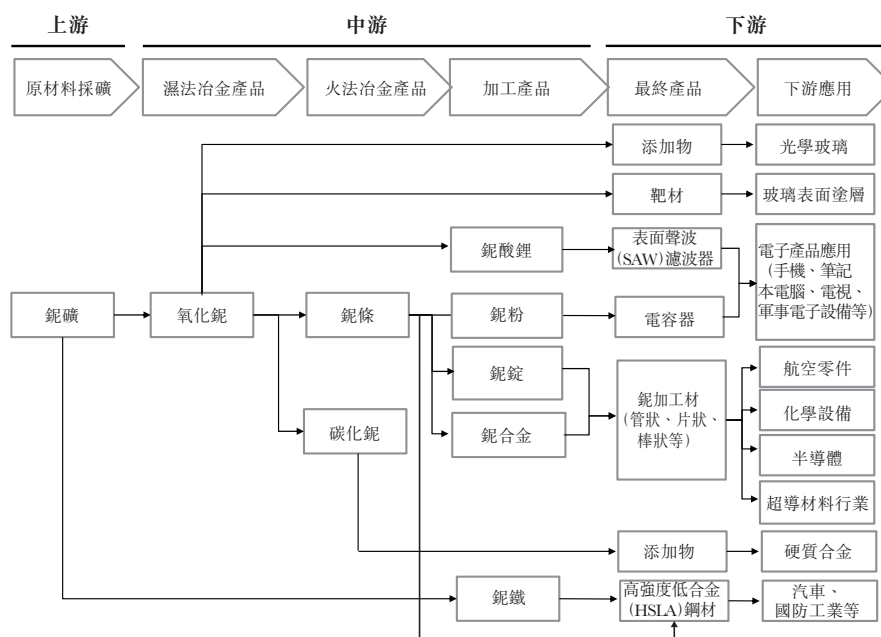 上游
中游
下游
原材料採礦
濕法冶金產品
火法冶金產品
加工產品
最終產品
下游應用
添加物
光學玻璃
靶材
玻璃表面塗層
鈮酸鋰
表面聲波
(SAW)濾波器
電子產品應用
(手機、筆記
本電腦、電視、
軍事電子設備等)
鈮礦
氧化鈮
鈮條
鈮粉
電容器
鈮錠
鈮合金
碳化鈮
鈮加工材
(管狀、片狀、
棒狀等)
航空零件
化學設備
半導體
超導材料行業
添加物
硬質合金
鈮鐵
高強度低合金
(HSLA)鋼材
汽車、
國防工業等